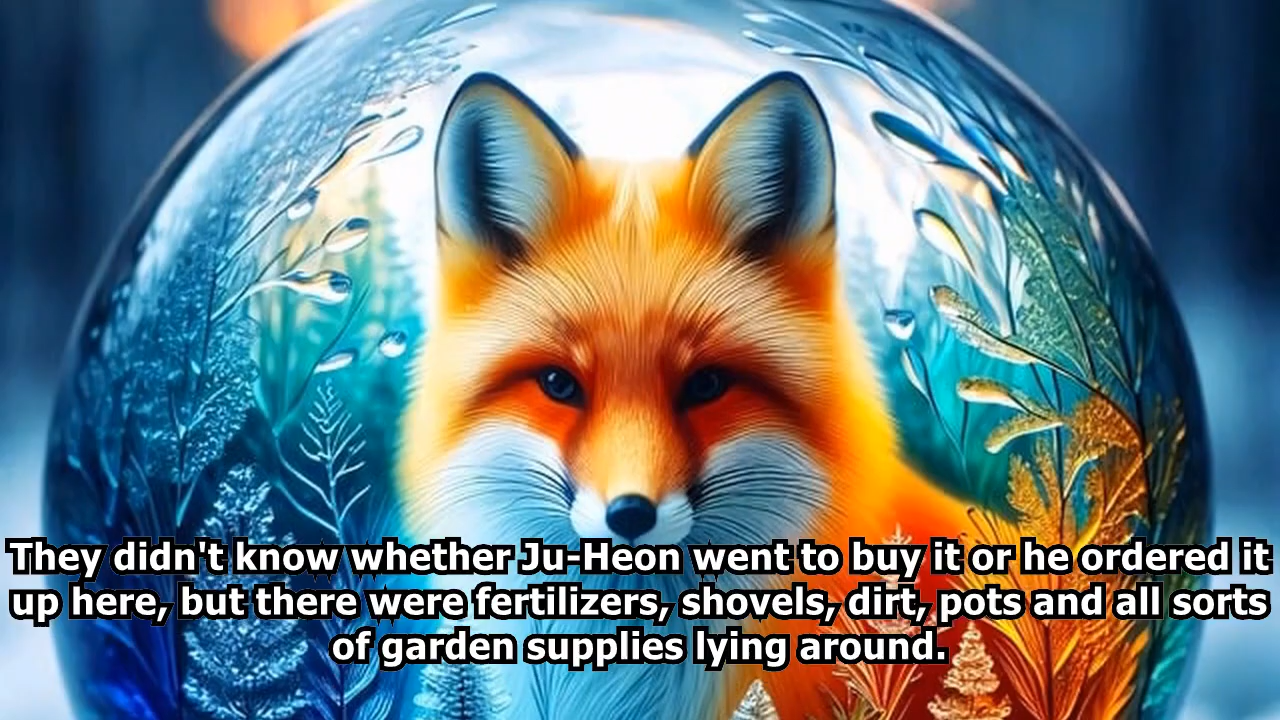 They didn't know whether Ju-Heon went to buy it or he ordered it
up here, but there were fertilizers, shovels, dirt, pots and all sorts
of garden supplies lying around.